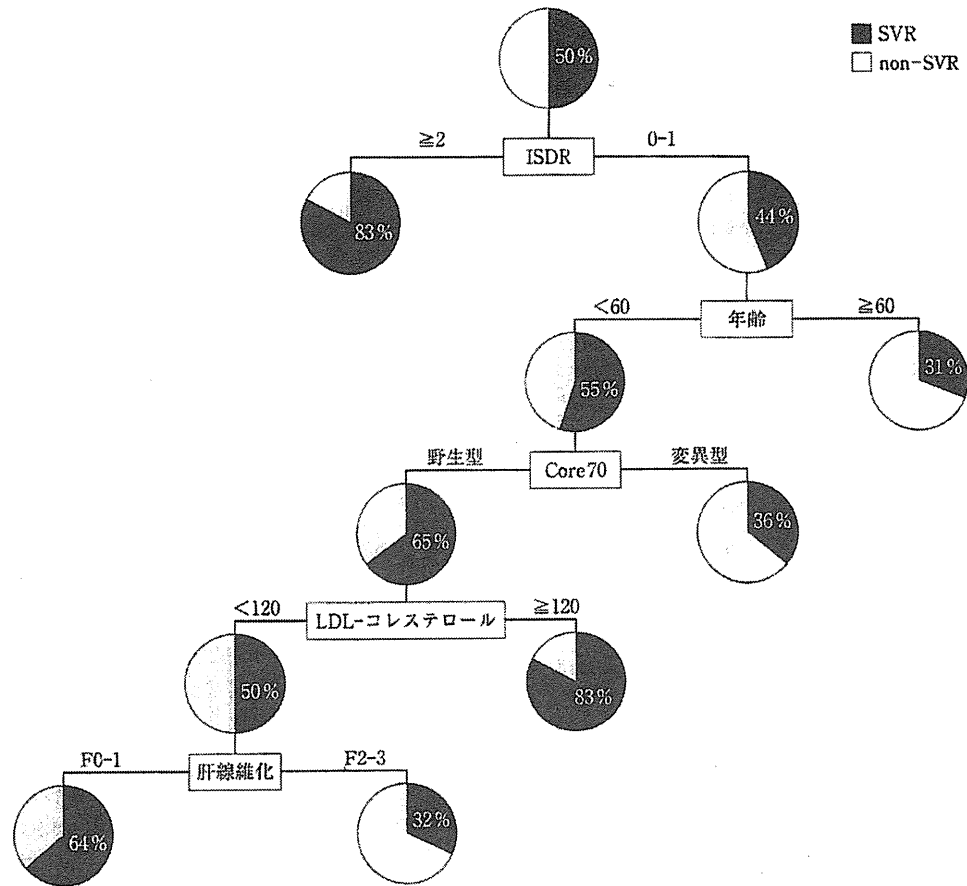 SVR
non-SVR
50%
≧2
ISDR
0-1
83%
44%
<60
年齢
≧60
55%
31%
野生型
Core70
変異型
65%
36%
<120
LDL-コレステロール
≧120
50%
83%
F0-1
肝線維化
F2-3
64%
32%